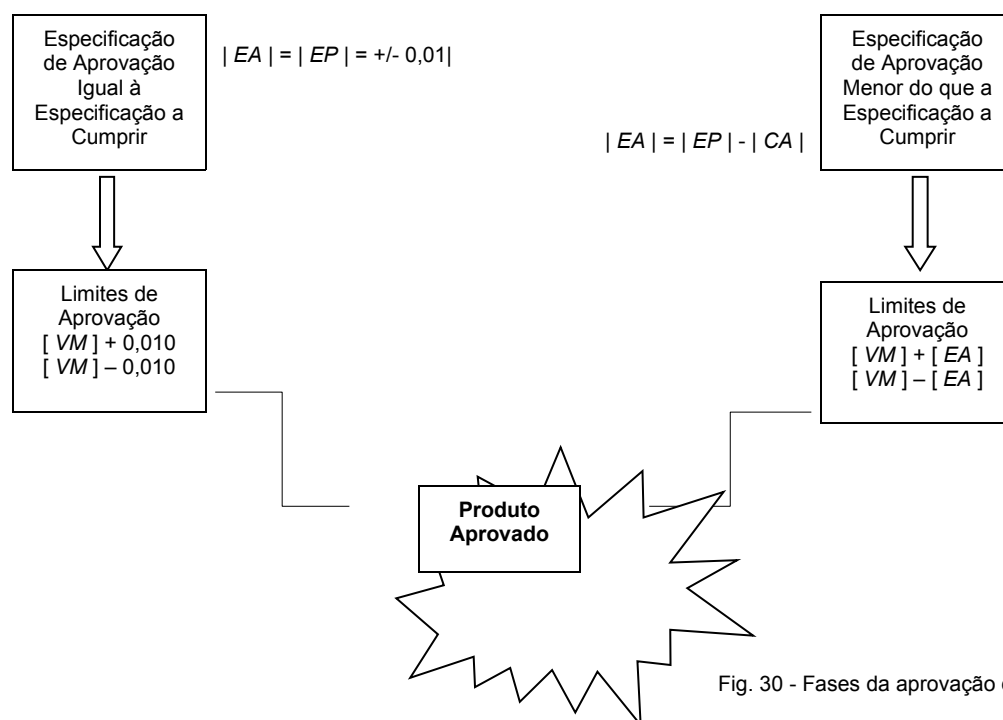 Especificação
de Aprovação
Igual à
Especificação a
Cumprir
| EA | = | EP | = +/- 0,01|
Especificação
de Aprovação
Menor do que a
Especificação a
Cumprir
| EA | = | EP | - | CA |
Limites de
Aprovação
[ VM ] + 0,010
[ VM ] – 0,010
Limites de
Aprovação
[ VM ] + [ EA ]
[ VM ] – [ EA ]
Produto
Aprovado
Fig. 30 - Fases da aprovação